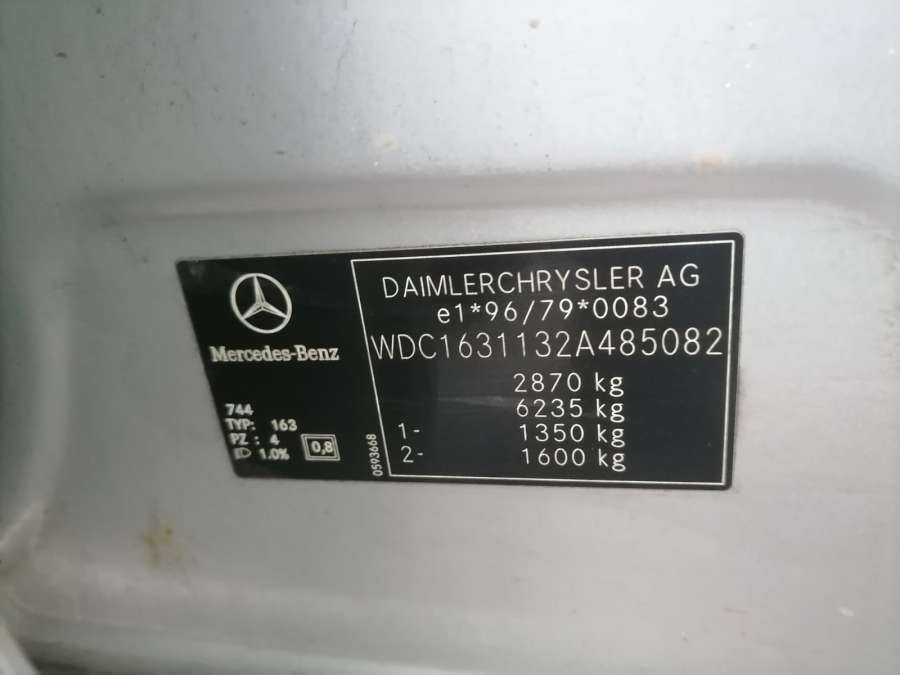 Mercedes-Benz
744
TYP: 163
PZ : 4
1.0%
0,8
0593668
DAIMLERCHRYSLER AG
e1*96/79*0083
WDC1631132A485082
2870 kg
6235 kg
1- 1350 kg
2- 1600 kg